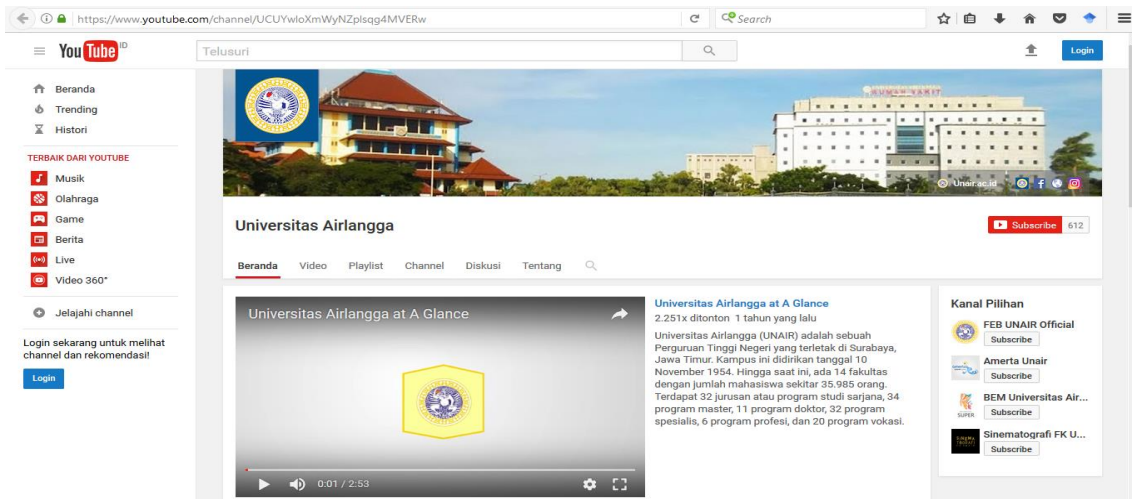 https://www.youtube.com/channel/UCUYwloXmWyNZplsqg4MVERw
Search
YouTube ID
Telusuri
Login
Beranda
Trending
Histori
TERBAIK DARI YOUTUBE
Musik
Olahraga
Game
Berita
Live
Video 360°
Jelajahi channel
Login sekarang untuk melihat
channel dan rekomendasi!
Login
RUMAH SAKIT
Unair.ac.id
Universitas Airlangga
Subscribe 612
Beranda Video Playlist Channel Diskusi Tentang
Universitas Airlangga at A Glance
0:01 / 2:53
Universitas Airlangga at A Glance
2.251x ditonton 1 tahun yang lalu
Universitas Airlangga (UNAIR) adalah sebuah
Perguruan Tinggi Negeri yang terletak di Surabaya,
Jawa Timur. Kampus ini didirikan tanggal 10
November 1954. Hingga saat ini, ada 14 fakultas
dengan jumlah mahasiswa sekitar 35.985 orang.
Terdapat 32 jurusan atau program studi sarjana, 34
program master, 11 program doktor, 32 program
spesialis, 6 program profesi, dan 20 program vokasi.
Kanal Pilihan
FEB UNAIR Official
Subscribe
Amerta Unair
Subscribe
BEM Universitas Air...
Subscribe
SUPER
Sinematografi FK U...
Subscribe